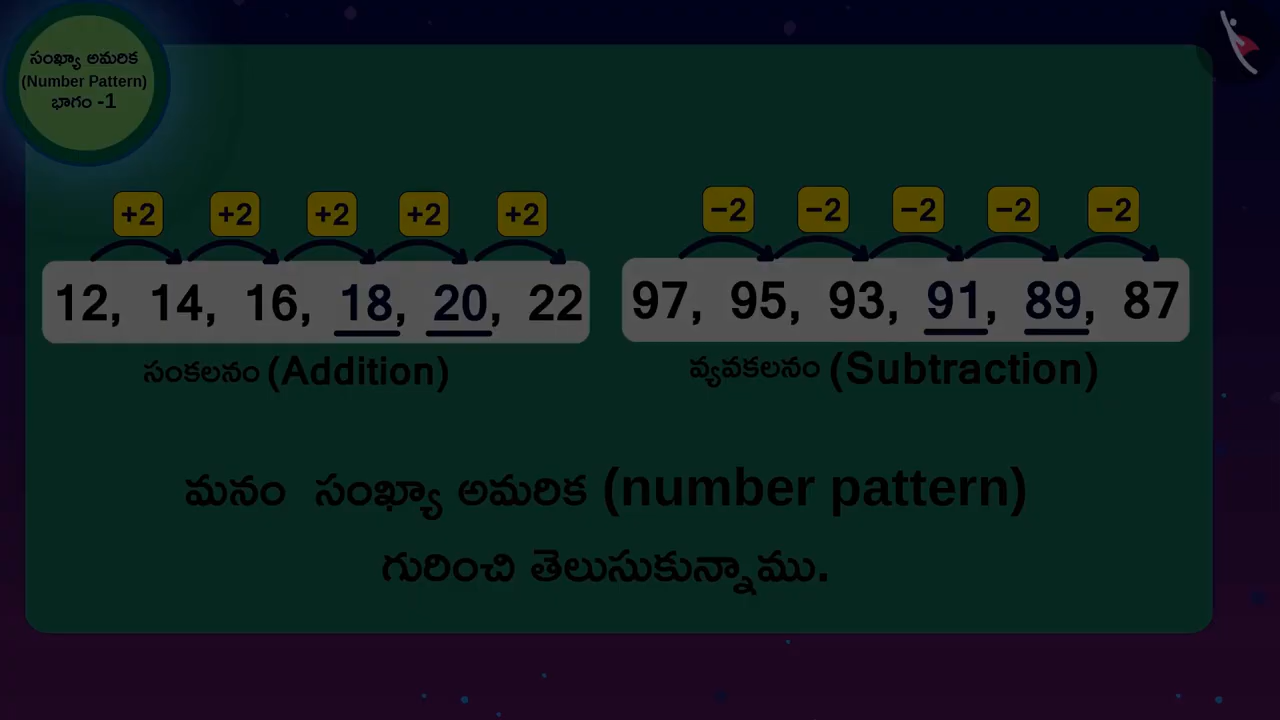 సంఖ్యా అమరిక
(Number Pattern)
భాగం -1
+2 +2 +2 +2 +2
12, 14, 16, 18, 20, 22
సంకలనం (Addition)
−2 −2 −2 −2 −2
97, 95, 93, 91, 89, 87
వ్యవకలనం (Subtraction)
మనం సంఖ్యా అమరిక (number pattern)
గురించి తెలుసుకున్నాము.